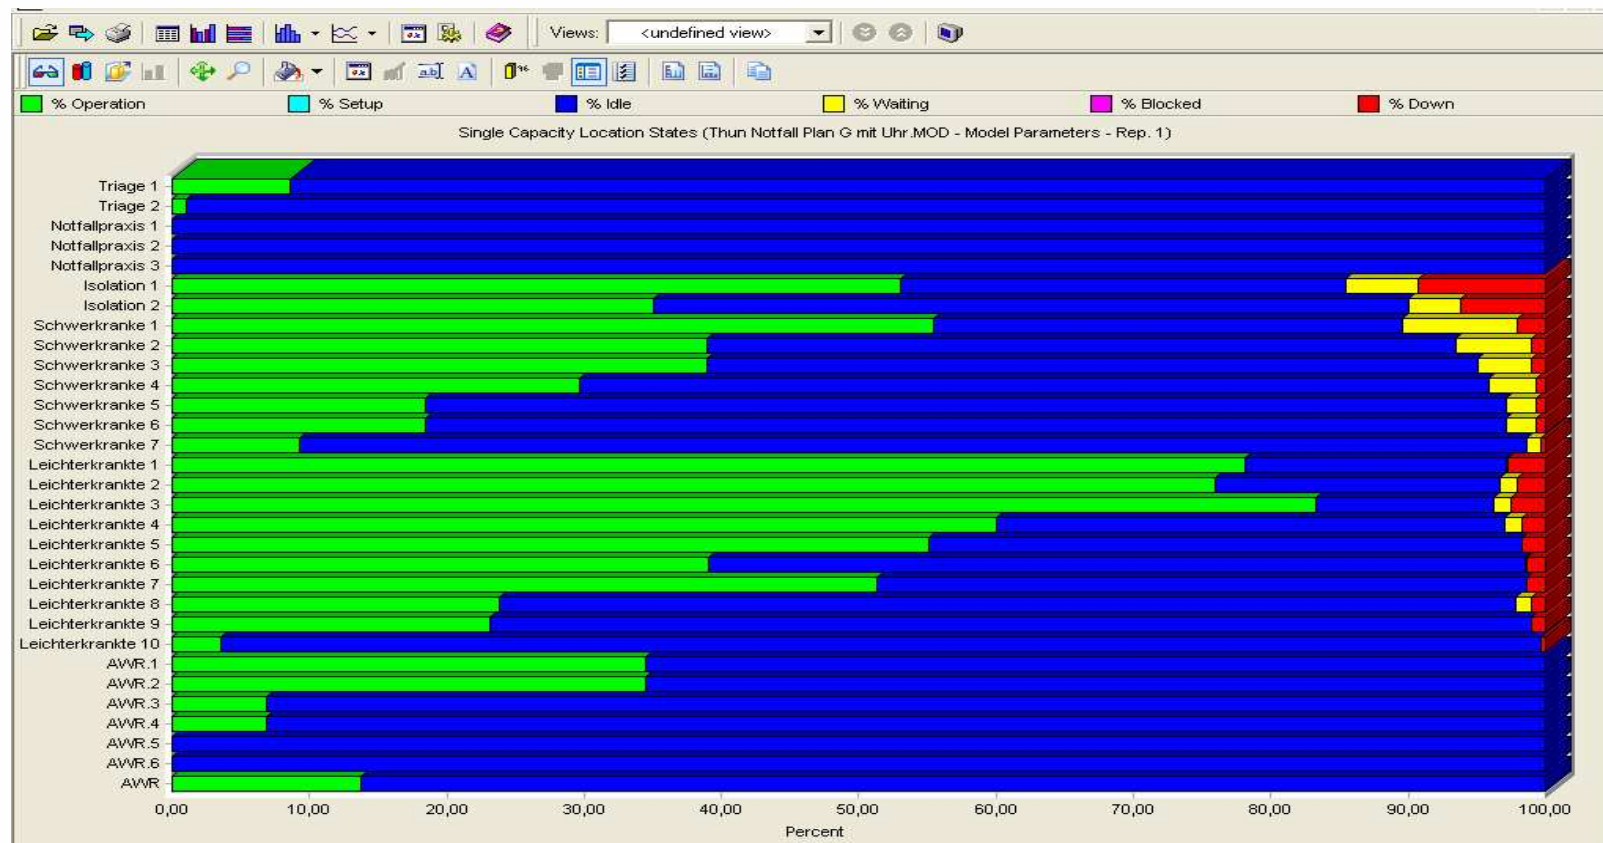 Views: <undefined view>
% Operation % Setup % Idle % Waiting % Blocked % Down
Single Capacity Location States (Thun Notfall Plan G mit Uhr.MOD - Model Parameters - Rep. 1)
Triage 1
Triage 2
Notfallpraxis 1
Notfallpraxis 2
Notfallpraxis 3
Isolation 1
Isolation 2
Schwerkranke 1
Schwerkranke 2
Schwerkranke 3
Schwerkranke 4
Schwerkranke 5
Schwerkranke 6
Schwerkranke 7
Leichterkrankte 1
Leichterkrankte 2
Leichterkrankte 3
Leichterkrankte 4
Leichterkrankte 5
Leichterkrankte 6
Leichterkrankte 7
Leichterkrankte 8
Leichterkrankte 9
Leichterkrankte 10
AWR.1
AWR.2
AWR.3
AWR.4
AWR.5
AWR.6
AWR
0,00 10,00 20,00 30,00 40,00 50,00 60,00 70,00 80,00 90,00 100,00
Percent